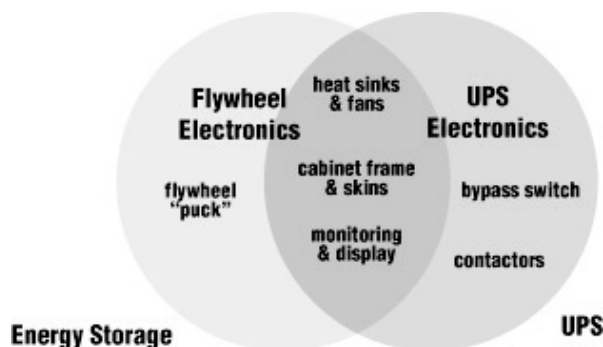 heat sinks
& fans
Flywheel
Electronics
UPS
Electronics
cabinet frame
& skins
flywheel
"puck"
bypass switch
monitoring
& display
contactors
Energy Storage
UPS